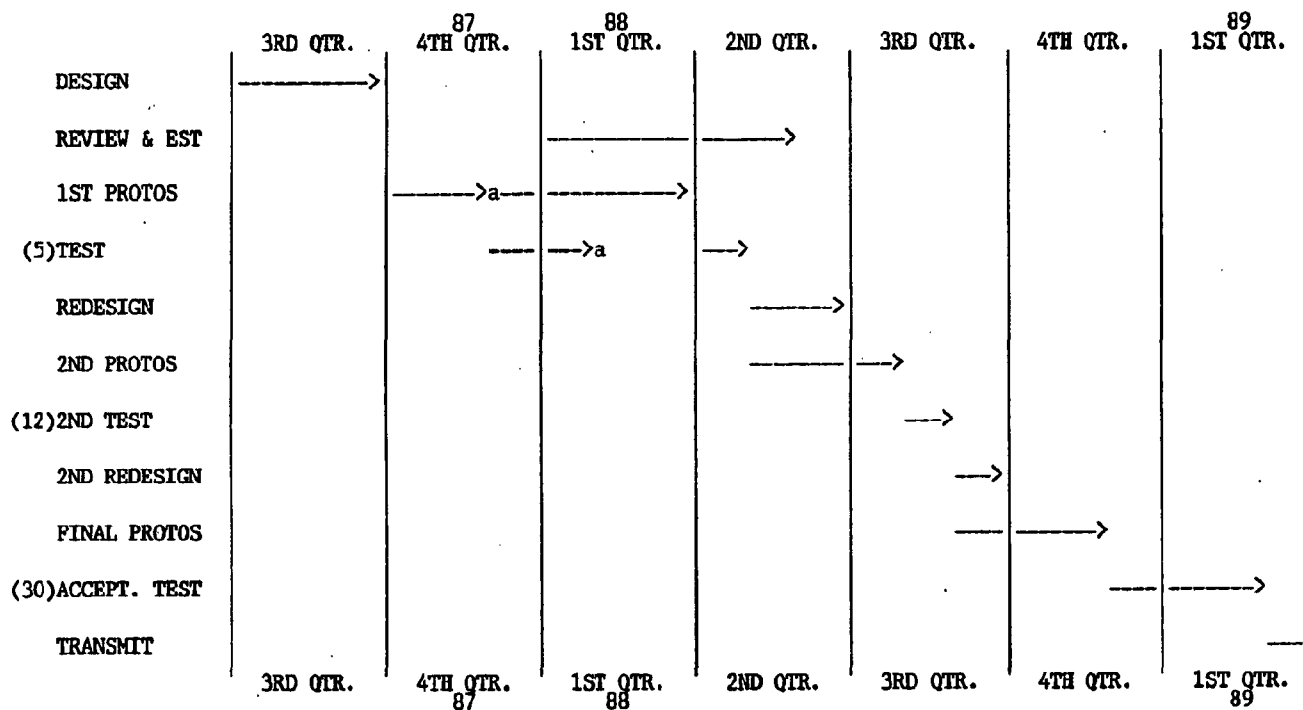 87 88 89
3RD QTR. 4TH QTR. 1ST QTR. 2ND QTR. 3RD QTR. 4TH QTR. 1ST QTR.
DESIGN
REVIEW & EST
1ST PROTOS a
(5)TEST a
REDESIGN
2ND PROTOS
(12)2ND TEST
2ND REDESIGN
FINAL PROTOS
(30)ACCEPT. TEST
TRANSMIT
3RD QTR. 4TH QTR. 1ST QTR. 2ND QTR. 3RD QTR. 4TH QTR. 1ST QTR.
87 88 89